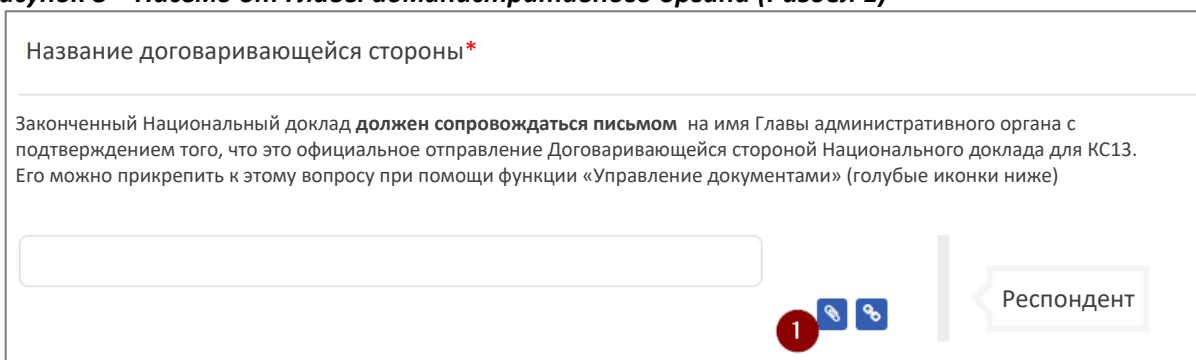 Название договаривающейся стороны*
Законченный Национальный доклад должен сопровождаться письмом на имя Главы административного органа с
подтверждением того, что это официальное отправление Договаривающейся стороной Национального доклада для КС13.
Его можно прикрепить к этому вопросу при помощи функции «Управление документами» (голубые иконки ниже)
1
Респондент